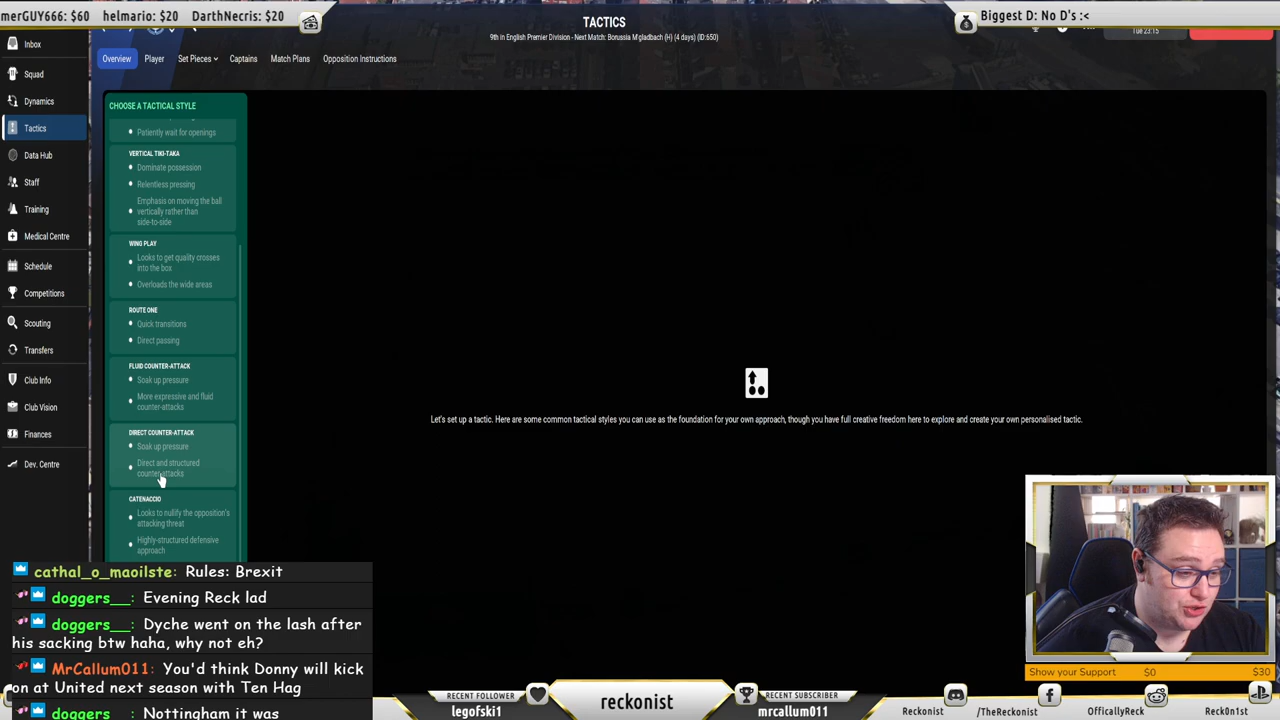 merGUY666: $60 helmario: $20 DarthNecris: $20
TACTICS
Biggest D: No D's :<
9th in English Premier Division - Next Match: Borussia M'gladbach (H) (4 days) (ID:650)
Tue 23:15
Inbox
Squad
Dynamics
Tactics
Data Hub
Staff
Training
Medical Centre
Schedule
Competitions
Scouting
Transfers
Club Info
Club Vision
Finances
Dev. Centre
Overview Player Set Pieces Captains Match Plans Opposition Instructions
CHOOSE A TACTICAL STYLE
Patiently wait for openings
VERTICAL TIKI-TAKA
Dominate possession
Relentless pressing
Emphasis on moving the ball
vertically rather than
side-to-side
WING PLAY
Looks to get quality crosses
into the box
Overloads the wide areas
ROUTE ONE
Quick transitions
Direct passing
FLUID COUNTER-ATTACK
Soak up pressure
More expressive and fluid
counter-attacks
DIRECT COUNTER-ATTACK
Soak up pressure
Direct and structured
counter-attacks
CATENACCIO
Looks to nullify the opposition's
attacking threat
Highly-structured defensive
approach
Let's set up a tactic. Here are some common tactical styles you can use as the foundation for your own approach, though you have full creative freedom here to explore and create your own personalised tactic.
cathal_o_maoilste: Rules: Brexit
doggers__: Evening Reck lad
doggers__: Dyche went on the lash after
his sacking btw haha, why not eh?
MrCallum011: You'd think Donny will kick
on at United next season with Ten Hag
doggers__: Nottingham it was
Show your Support $0 $30
RECENT FOLLOWER
legofski1
reckonist
RECENT SUBSCRIBER
mrcallum011
Reckonist
/TheReckonist
OfficallyReck
Reck0n1st